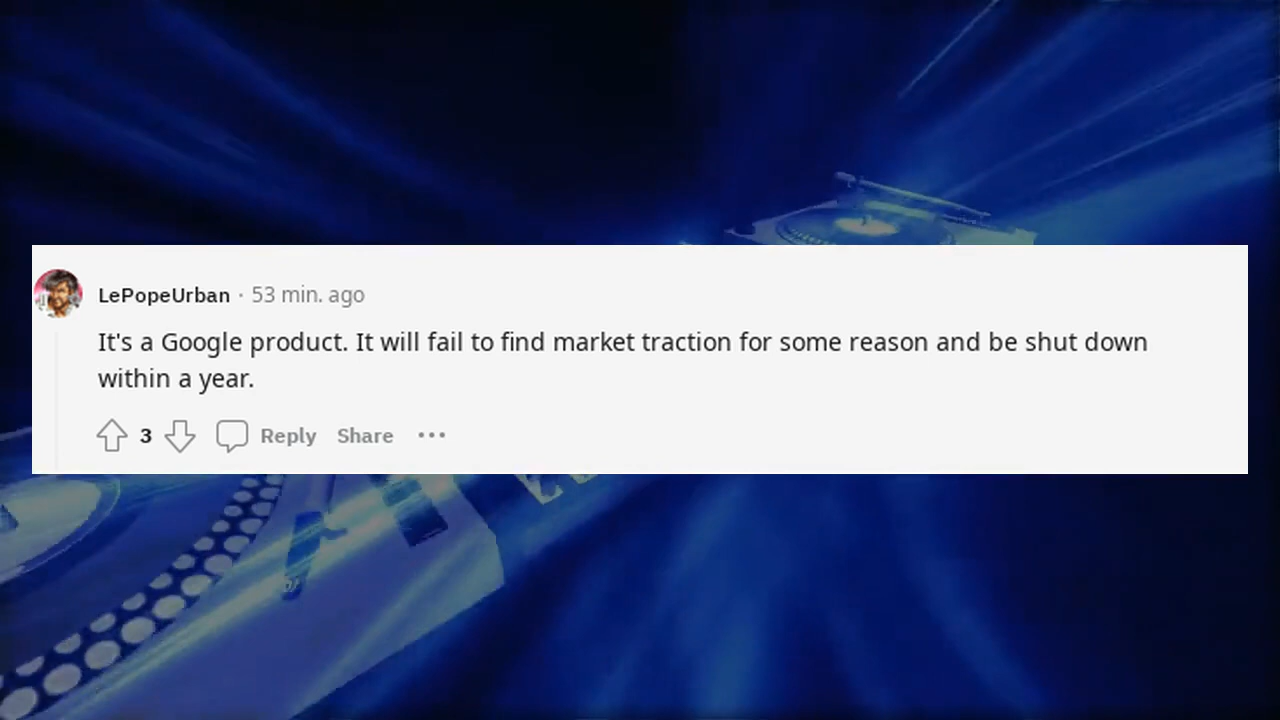 LePopeUrban · 53 min. ago
It's a Google product. It will fail to find market traction for some reason and be shut down
within a year.
3 Reply Share ···